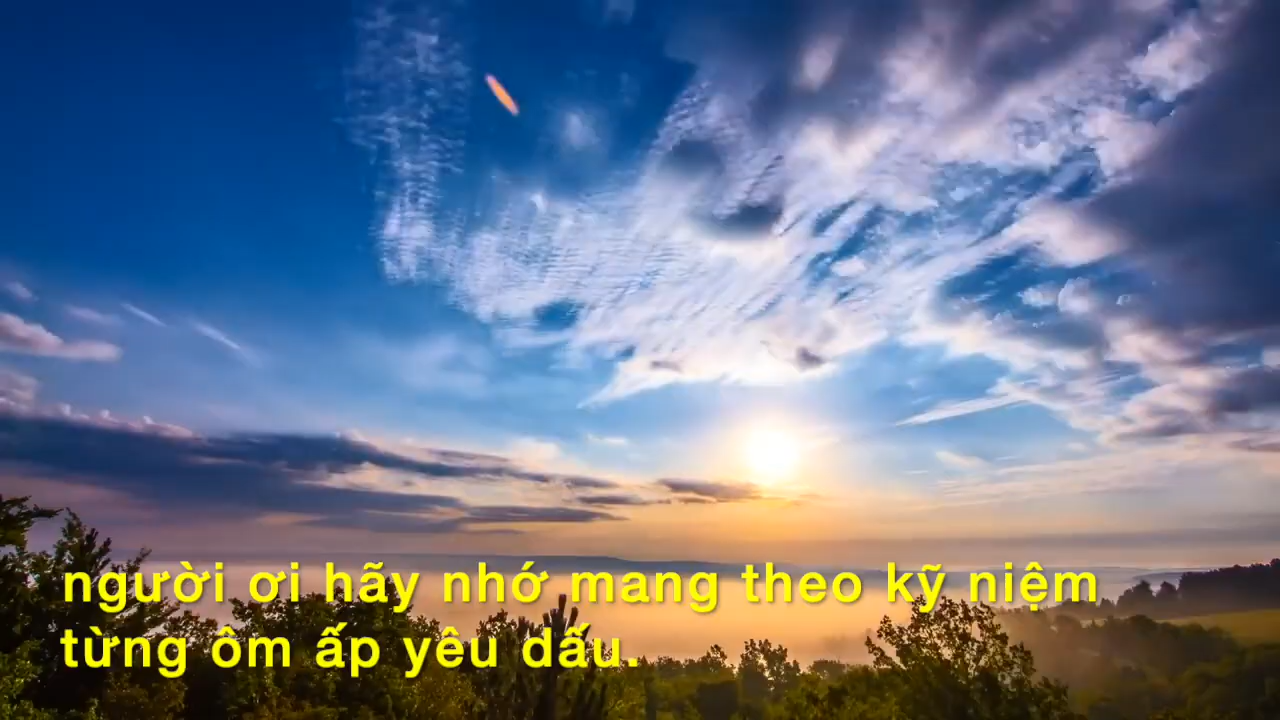 người ơi hãy nhớ mang theo kỹ niệm
từng ôm ấp yêu dấu.